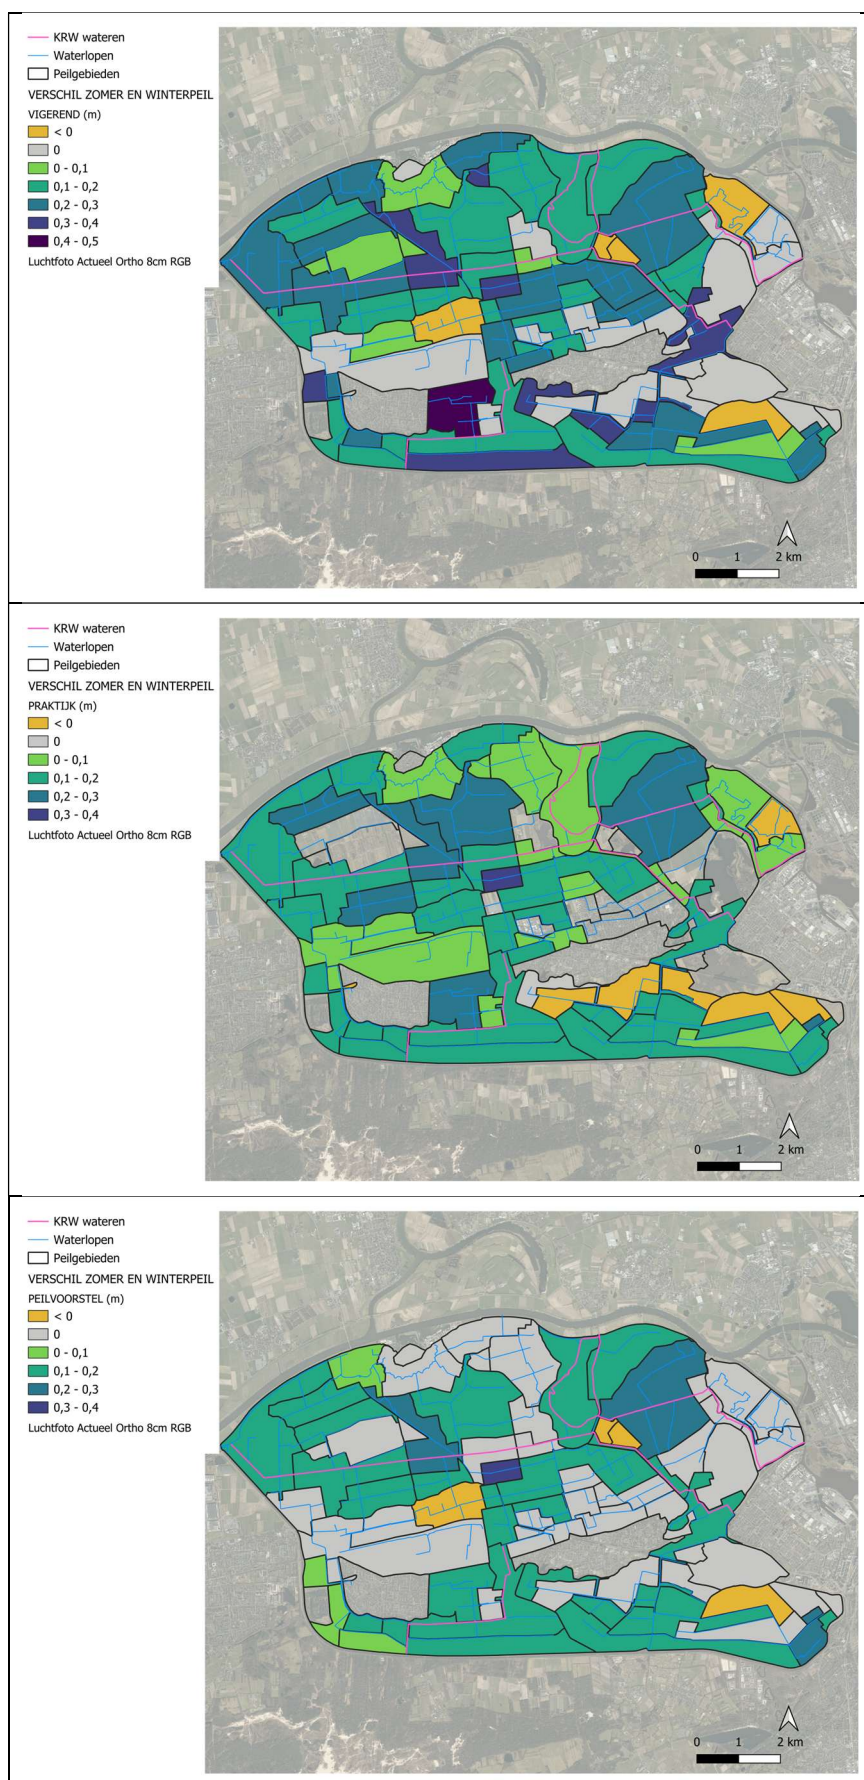 KRW wateren
Waterlopen
Peilgebieden
VERSCHIL ZOMER EN WINTERPEIL
VIGEREND (m)
< 0
0
0 - 0,1
0,1 - 0,2
0,2 - 0,3
0,3 - 0,4
0,4 - 0,5
Luchtfoto Actueel Ortho 8cm RGB
0 1 2 km
KRW wateren
Waterlopen
Peilgebieden
VERSCHIL ZOMER EN WINTERPEIL
PRAKTIJK (m)
< 0
0
0 - 0,1
0,1 - 0,2
0,2 - 0,3
0,3 - 0,4
Luchtfoto Actueel Ortho 8cm RGB
0 1 2 km
KRW wateren
Waterlopen
Peilgebieden
VERSCHIL ZOMER EN WINTERPEIL
PEILVOORSTEL (m)
< 0
0
0 - 0,1
0,1 - 0,2
0,2 - 0,3
0,3 - 0,4
Luchtfoto Actueel Ortho 8cm RGB
0 1 2 km